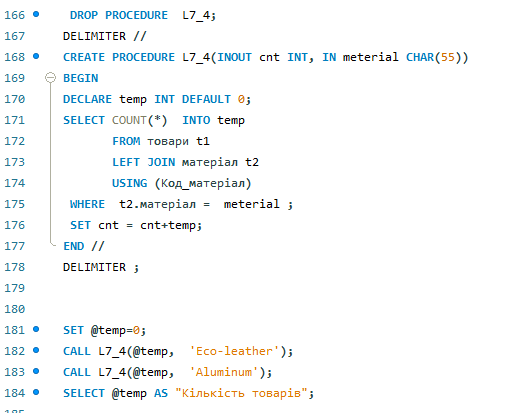 166 DROP PROCEDURE L7_4;
167 DELIMITER //
168 CREATE PROCEDURE L7_4(INOUT cnt INT, IN meterial CHAR(55))
169 BEGIN
170 DECLARE temp INT DEFAULT 0;
171 SELECT COUNT(*) INTO temp
172 FROM товари t1
173 LEFT JOIN матеріал t2
174 USING (Код_матеріал)
175 WHERE t2.матеріал = meterial ;
176 SET cnt = cnt+temp;
177 END //
178 DELIMITER ;
179
180
181 SET @temp=0;
182 CALL L7_4(@temp, 'Eco-leather');
183 CALL L7_4(@temp, 'Aluminum');
184 SELECT @temp AS "Кількість товарів";